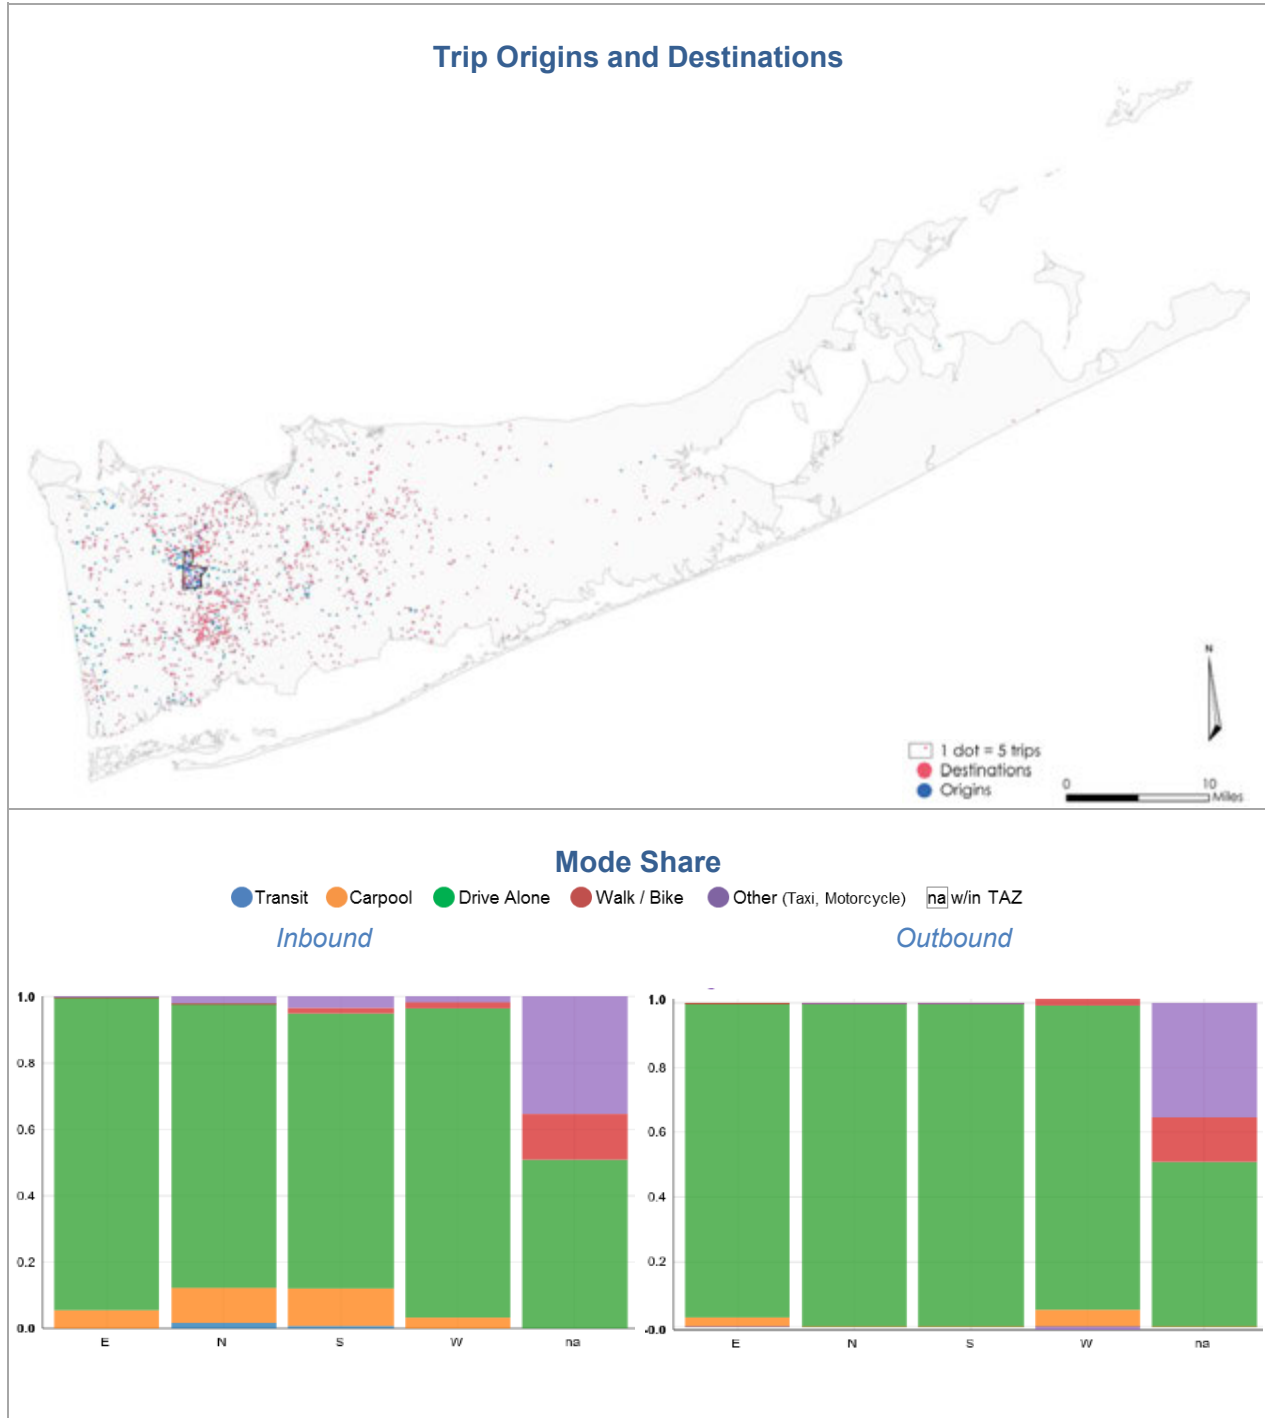 Trip Origins and Destinations
N
1 dot = 5 trips
Destinations
Origins
0 10
Miles
Mode Share
Transit Carpool Drive Alone Walk / Bike Other (Taxi, Motorcycle) na w/in TAZ
Inbound Outbound
1.0
0.8
0.6
0.4
0.2
0.0
E N S W na
1.0
0.8
0.6
0.4
0.2
-0.0
E N S W na